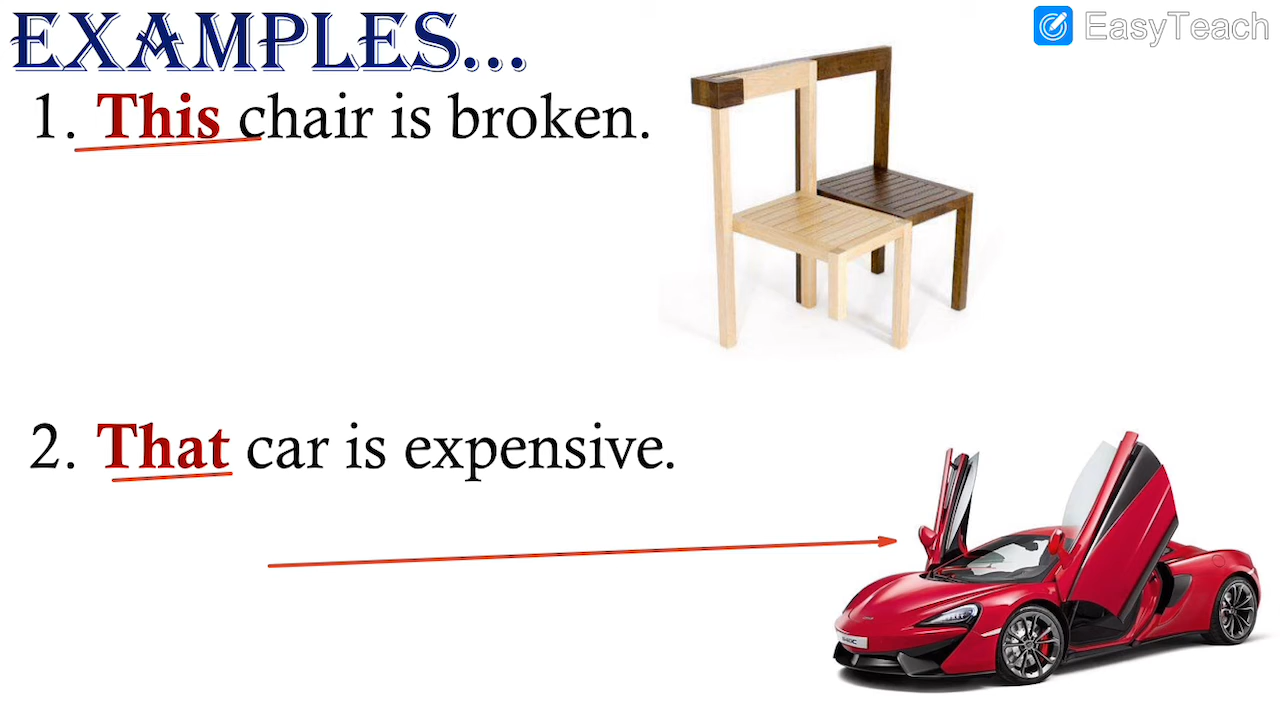 EXAMPLES...
EasyTeach
1. This chair is broken.
2. That car is expensive.